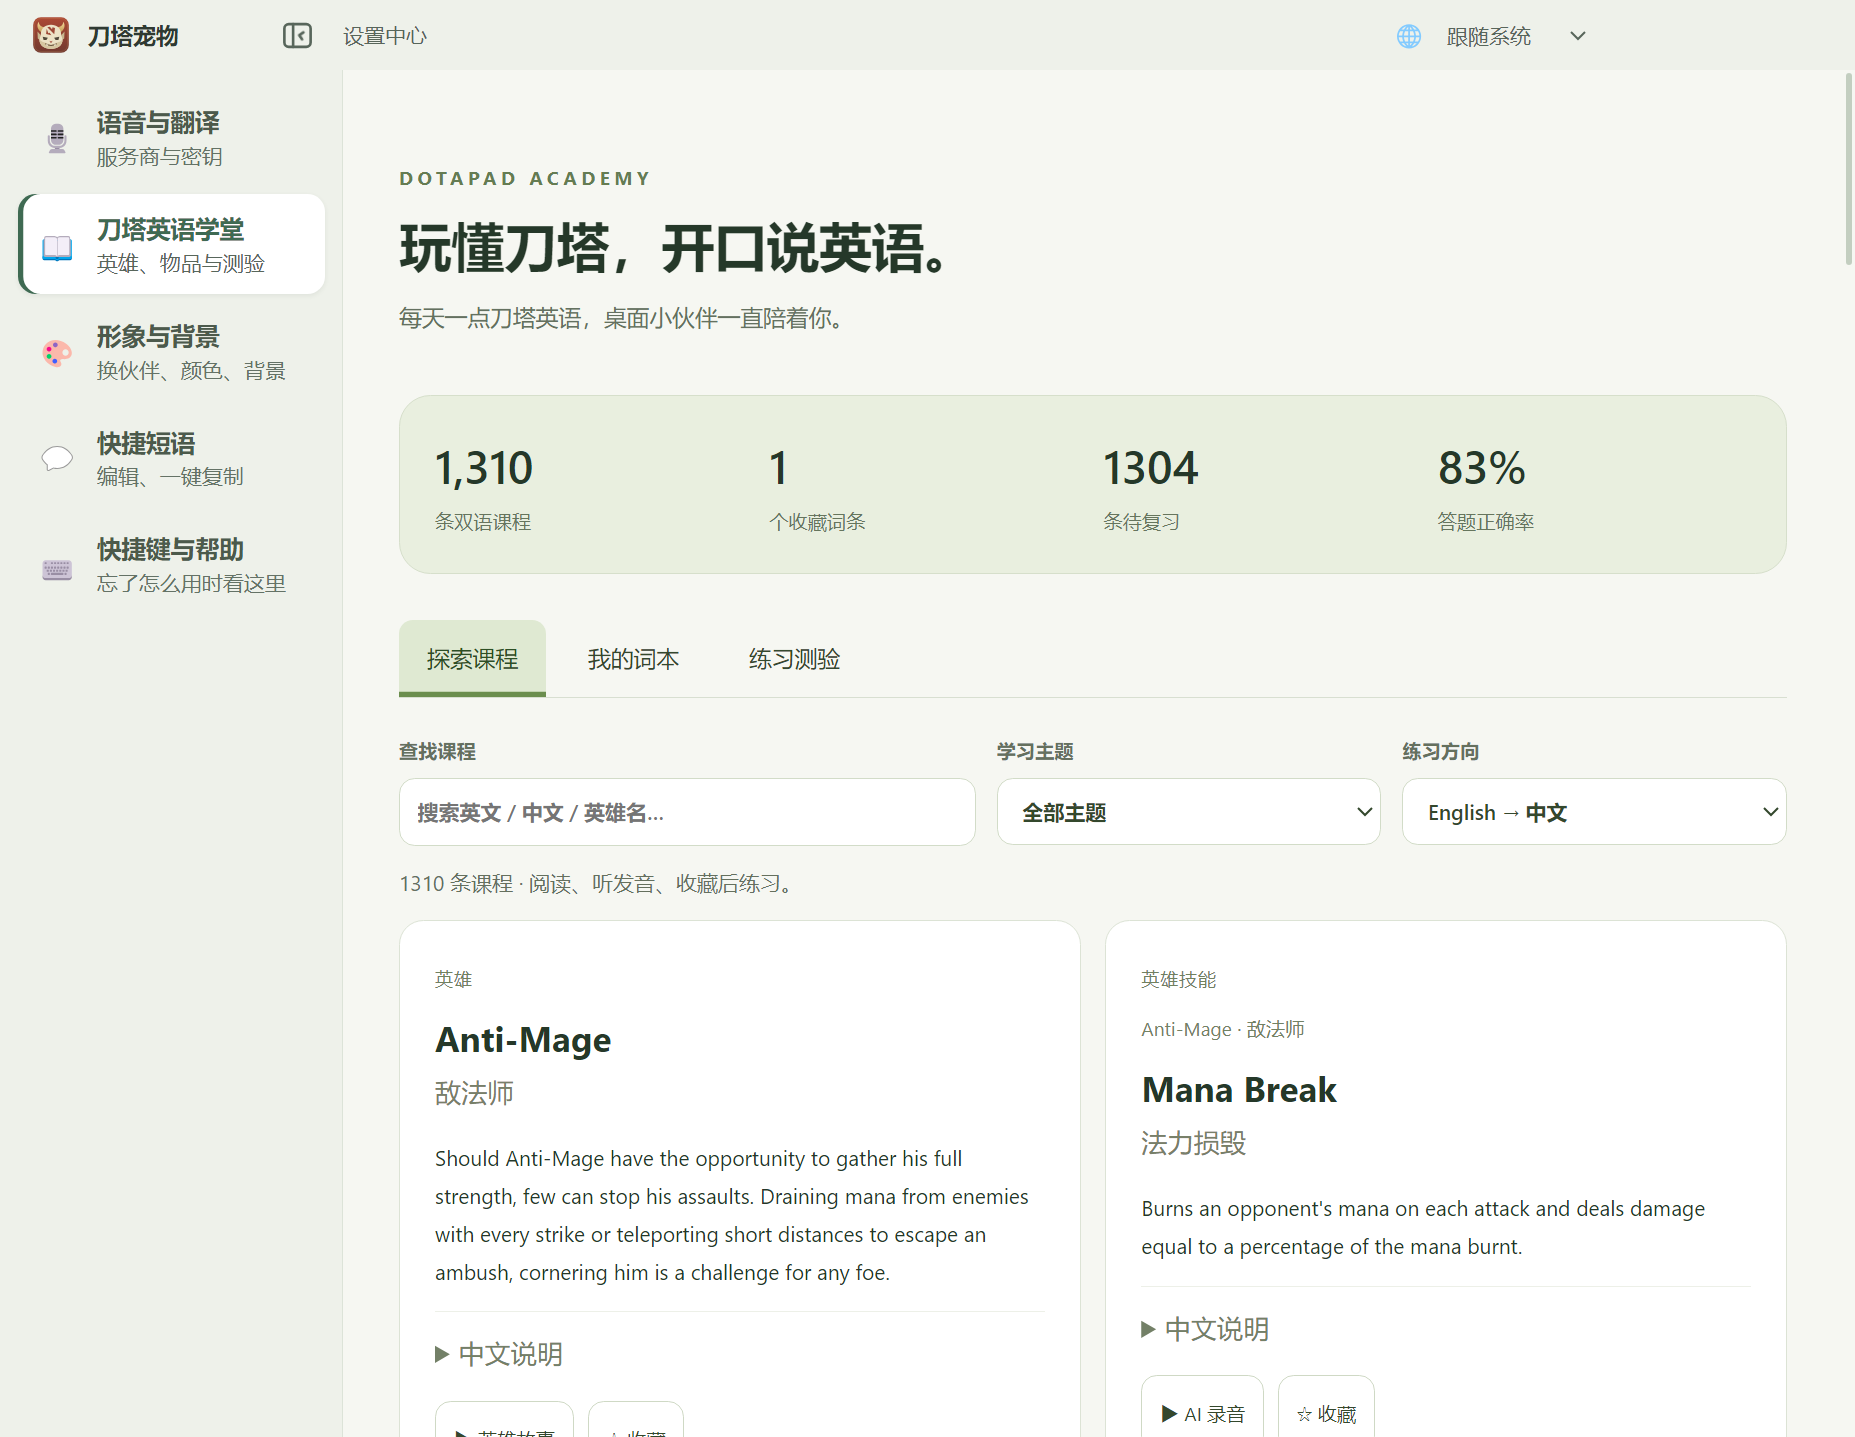 刀塔宠物
设置中心
跟随系统
语音与翻译
服务商与密钥
刀塔英语学堂
英雄、物品与测验
形象与背景
换伙伴、颜色、背景
快捷短语
编辑、一键复制
快捷键与帮助
忘了怎么用时看这里
DOTAPAD ACADEMY
玩懂刀塔，开口说英语。
每天一点刀塔英语，桌面小伙伴一直陪着你。
1,310
条双语课程
1
个收藏词条
1304
条待复习
83%
答题正确率
探索课程
我的词本
练习测验
查找课程
搜索英文 / 中文 / 英雄名...
学习主题
全部主题
练习方向
English → 中文
1310 条课程 · 阅读、听发音、收藏后练习。
英雄
Anti-Mage
敌法师
Should Anti-Mage have the opportunity to gather his full
strength, few can stop his assaults. Draining mana from enemies
with every strike or teleporting short distances to escape an
ambush, cornering him is a challenge for any foe.
▶ 中文说明
▶ 英雄故事
☆ 收藏
英雄技能
Anti-Mage · 敌法师
Mana Break
法力损毁
Burns an opponent's mana on each attack and deals damage
equal to a percentage of the mana burnt.
▶ 中文说明
▶ AI 录音
☆ 收藏